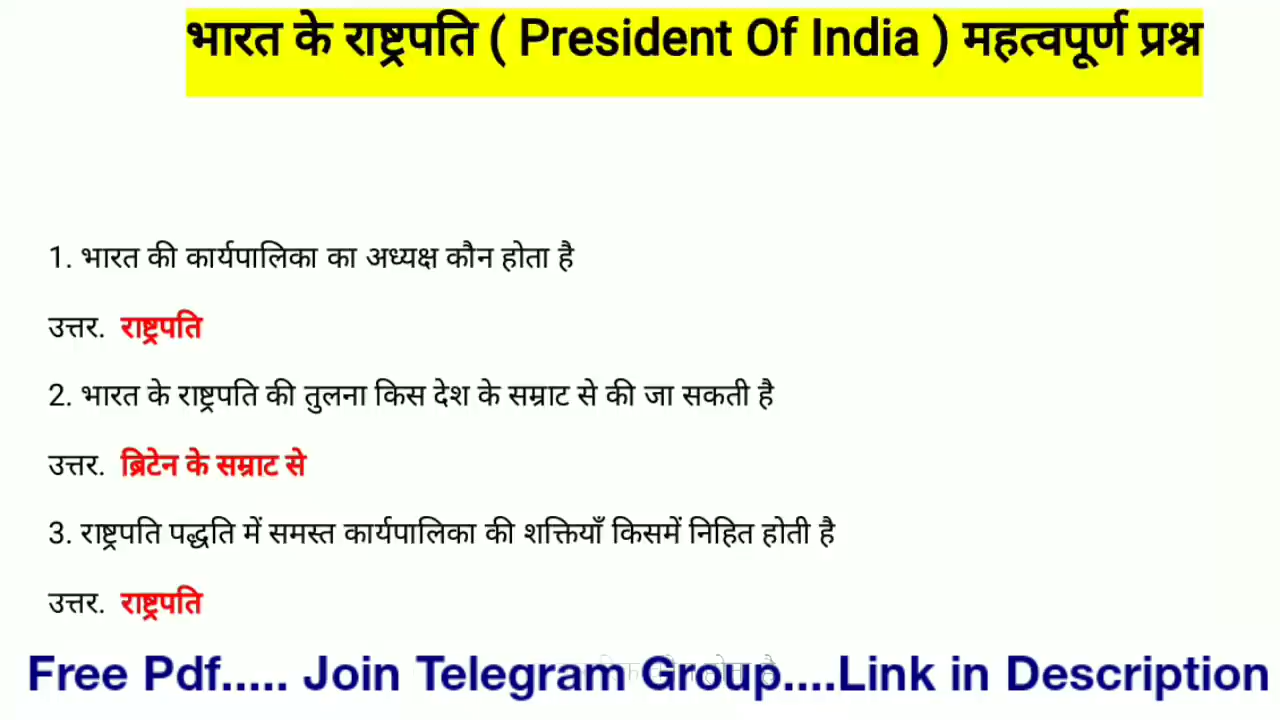 भारत के राष्ट्रपति ( President Of India ) महत्वपूर्ण प्रश्न
1. भारत की कार्यपालिका का अध्यक्ष कौन होता है
उत्तर. राष्ट्रपति
2. भारत के राष्ट्रपति की तुलना किस देश के सम्राट से की जा सकती है
उत्तर. ब्रिटेन के सम्राट से
3. राष्ट्रपति पद्धति में समस्त कार्यपालिका की शक्तियाँ किसमें निहित होती है
उत्तर. राष्ट्रपति
Free Pdf..... Join Telegram Group....Link in Description